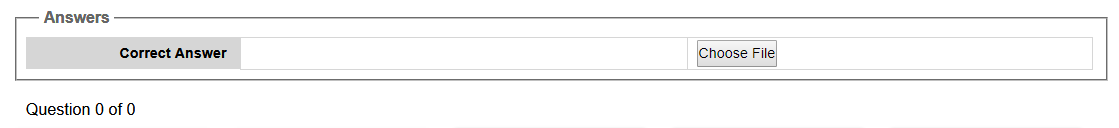 Answers
Correct Answer Choose File
Question 0 of 0